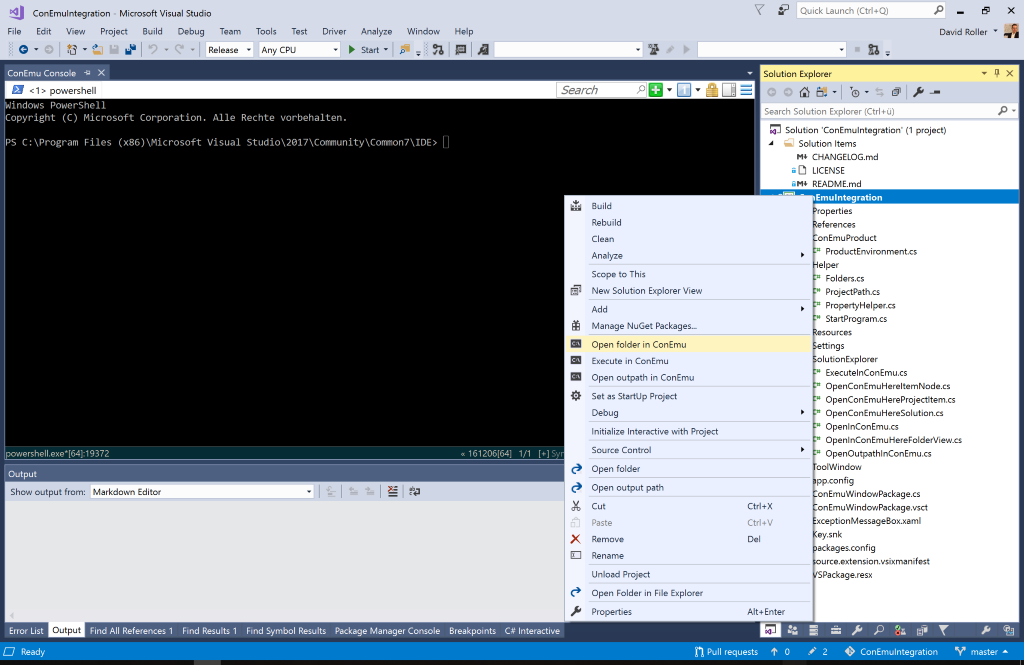 ConEmuIntegration - Microsoft Visual Studio
Quick Launch (Ctrl+Q)
File Edit View Project Build Debug Team Tools Test Driver Analyze Window Help
David Roller
Release Any CPU Start
ConEmu Console
<1> powershell
Search
Windows PowerShell
Copyright (C) Microsoft Corporation. Alle Rechte vorbehalten.
PS C:\Program Files (x86)\Microsoft Visual Studio\2017\Community\Common7\IDE>
powershell.exe*[64]:19372
« 161206[64] 1/1 [+] Syn
Output
Show output from: Markdown Editor
Error List Output Find All References 1 Find Results 1 Find Symbol Results Package Manager Console Breakpoints C# Interactive
Build
Rebuild
Clean
Analyze
Scope to This
New Solution Explorer View
Add
Manage NuGet Packages...
Open folder in ConEmu
Execute in ConEmu
Open outpath in ConEmu
Set as StartUp Project
Debug
Initialize Interactive with Project
Source Control
Open folder
Open output path
Cut Ctrl+X
Paste Ctrl+V
Remove Del
Rename
Unload Project
Open Folder in File Explorer
Properties Alt+Enter
Solution Explorer
Search Solution Explorer (Ctrl+ü)
Solution 'ConEmuIntegration' (1 project)
Solution Items
M+ CHANGELOG.md
LICENSE
M+ README.md
ConEmuIntegration
Properties
References
ConEmuProduct
C# ProductEnvironment.cs
Helper
C# Folders.cs
C# ProjectPath.cs
C# PropertyHelper.cs
C# StartProgram.cs
Resources
Settings
SolutionExplorer
C# ExecuteInConEmu.cs
C# OpenConEmuHereItemNode.cs
C# OpenConEmuHereProjectItem.cs
C# OpenConEmuHereSolution.cs
C# OpenInConEmu.cs
C# OpenInConEmuHereFolderView.cs
C# OpenOutpathInConEmu.cs
ToolWindow
app.config
ConEmuWindowPackage.cs
ConEmuWindowPackage.vsct
ExceptionMessageBox.xaml
Key.snk
packages.config
source.extension.vsixmanifest
VSPackage.resx
Ready
Pull requests 0 2 ConEmuIntegration master